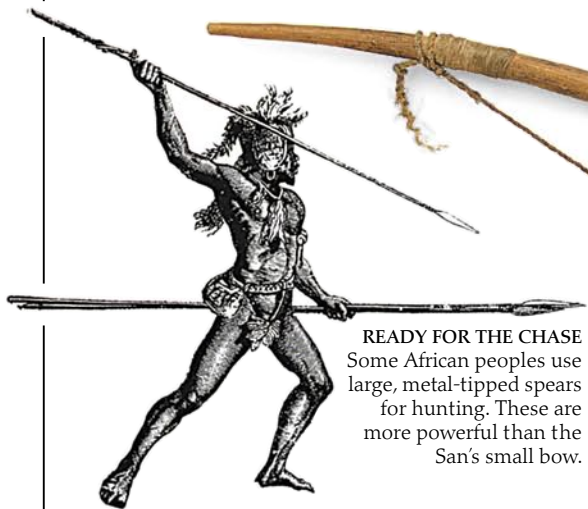 READY FOR THE CHASE
Some African peoples use
large, metal-tipped spears
for hunting. These are
more powerful than the
San's small bow.